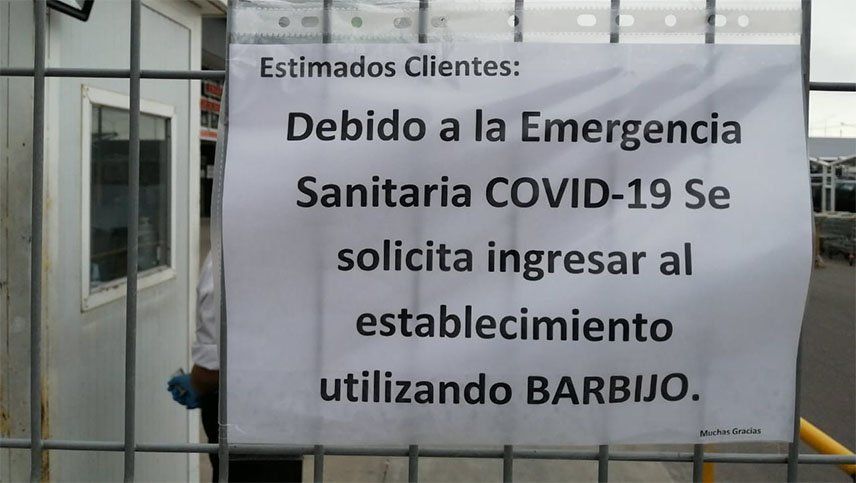 Estimados Clientes:
Debido a la Emergencia
Sanitaria COVID-19 Se
solicita ingresar al
establecimiento
utilizando BARBIJO.
Muchas Gracias